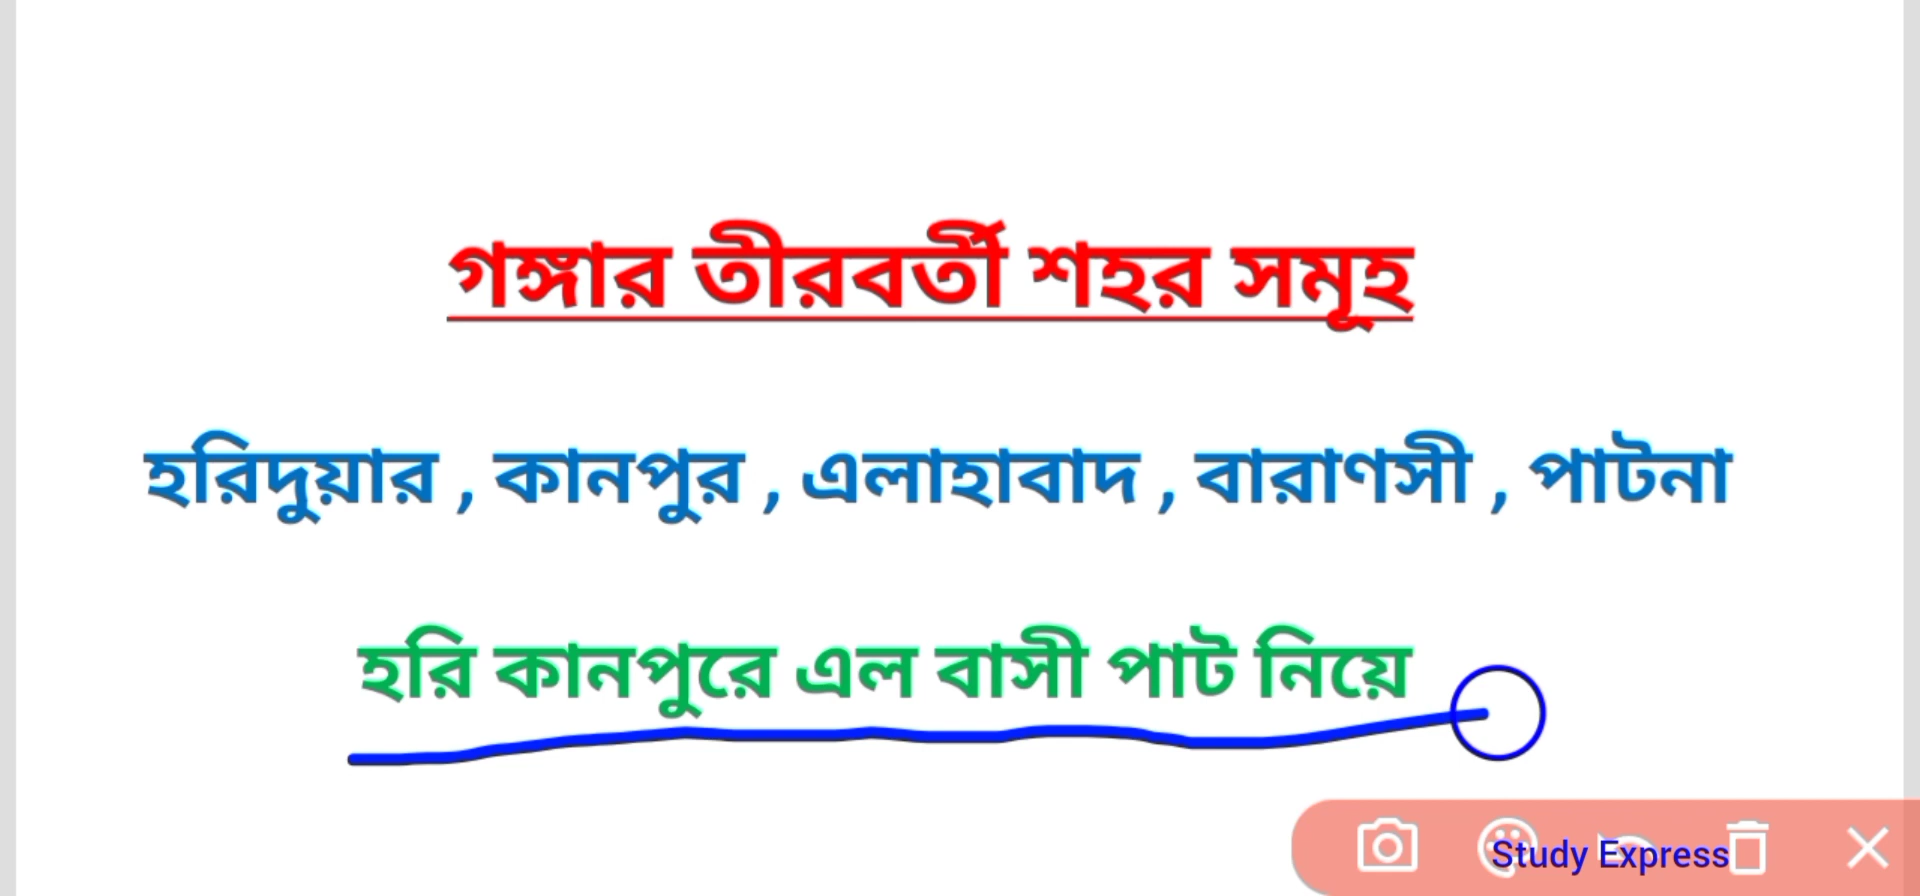 গঙ্গার তীরবর্তী শহর সমূহ
হরিদুয়ার , কানপুর , এলাহাবাদ , বারাণসী , পাটনা
হরি কানপুরে এল বাসী পাট নিয়ে
Study Express